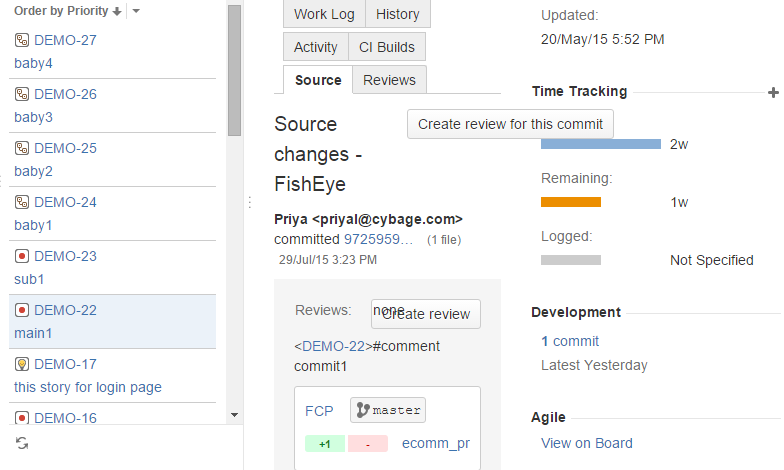 Order by Priority
DEMO-27
baby4
DEMO-26
baby3
DEMO-25
baby2
DEMO-24
baby1
DEMO-23
sub1
DEMO-22
main1
DEMO-17
this story for login page
DEMO-16
Work Log History
Activity CI Builds
Source Reviews
Source
changes -
FishEye
Create review for this commit
Priya <priyal@cybage.com>
committed 9725959… (1 file)
29/Jul/15 3:23 PM
Reviews: none
Create review
<DEMO-22>#comment
commit1
FCP master
+1 - ecomm_pr
Updated:
20/May/15 5:52 PM
Time Tracking
2w
Remaining:
1w
Logged:
Not Specified
Development
1 commit
Latest Yesterday
Agile
View on Board